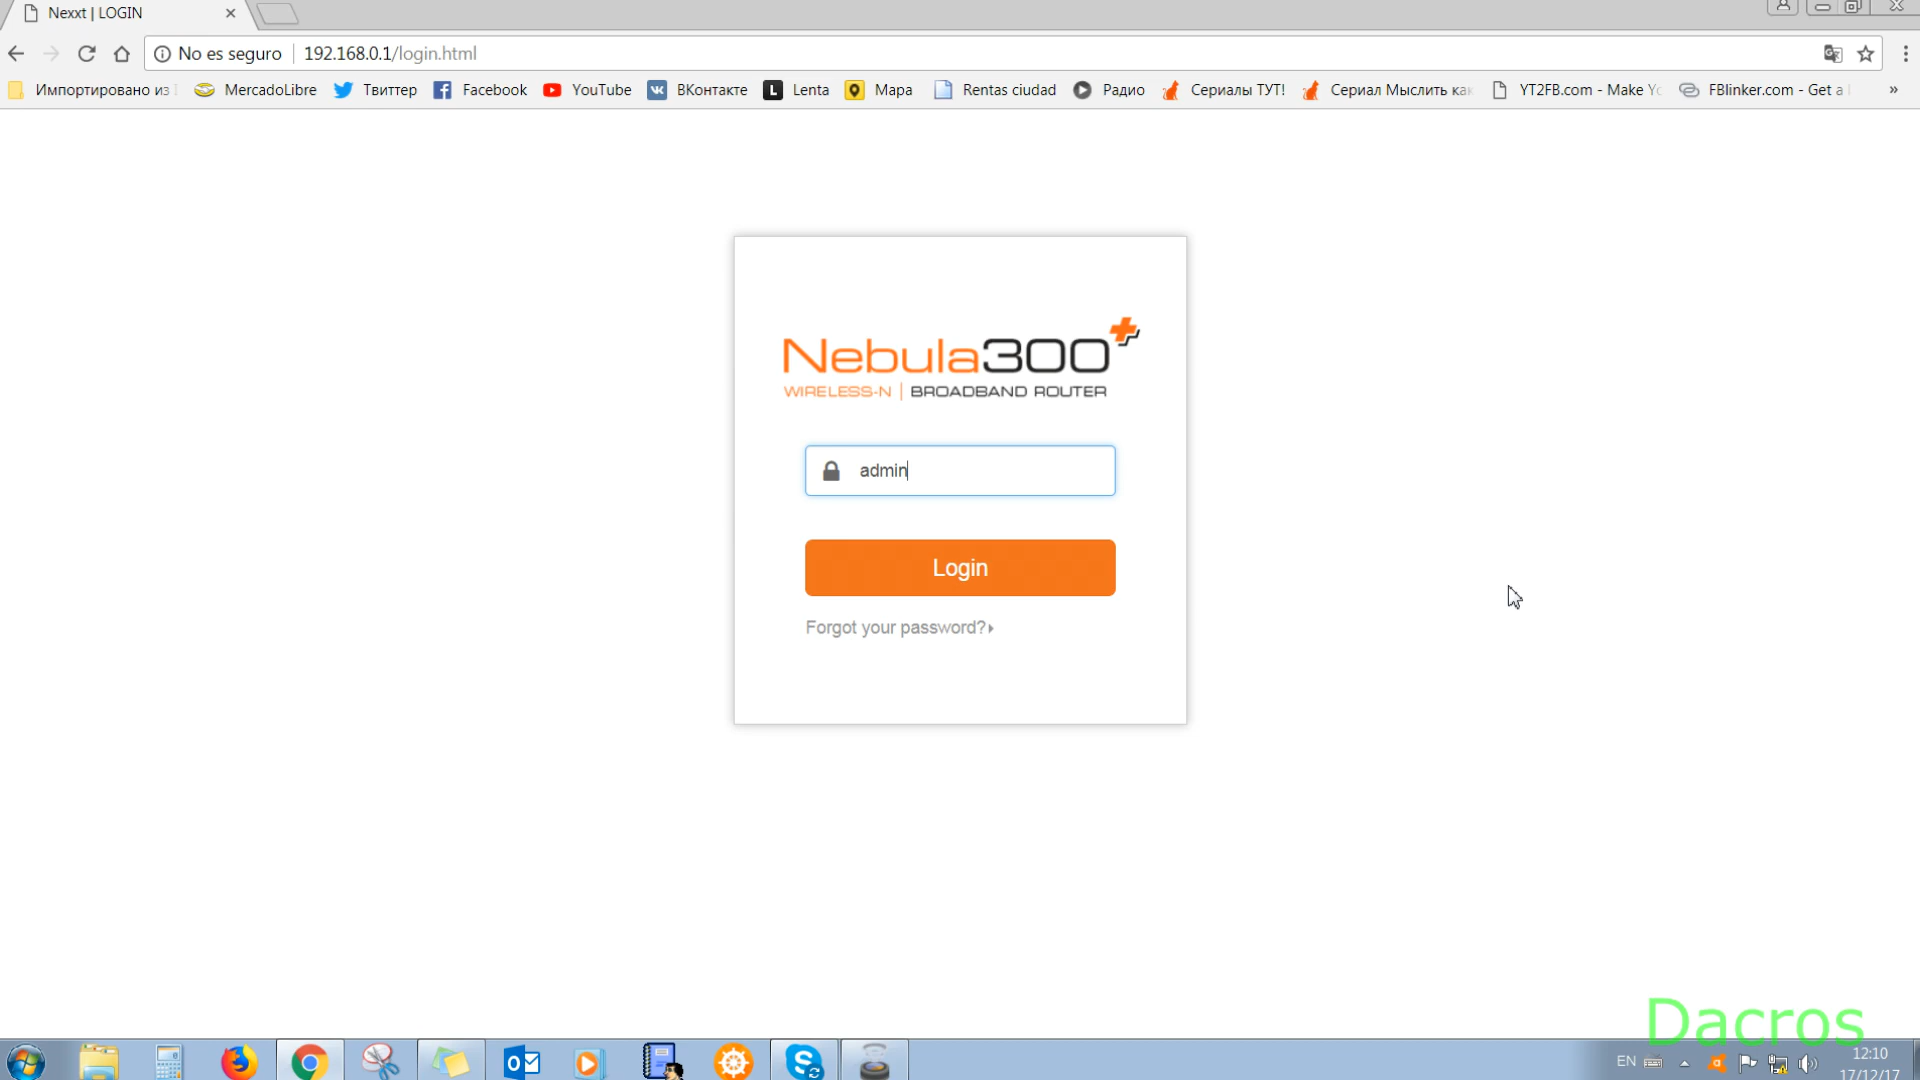 Nexxt | LOGIN
No es seguro 192.168.0.1/login.html
Импортировано из MercadoLibre Твиттер Facebook YouTube ВКонтакте Lenta Мара Rentas ciudad Радио Сериалы ТУТ! Сериал Мыслить как YT2FB.com - Make Yo FBlinker.com - Get a »
Nebula300+
WIRELESS-N | BROADBAND ROUTER
admin
Login
Forgot your password?
Dacros
EN 12:10
17/12/17